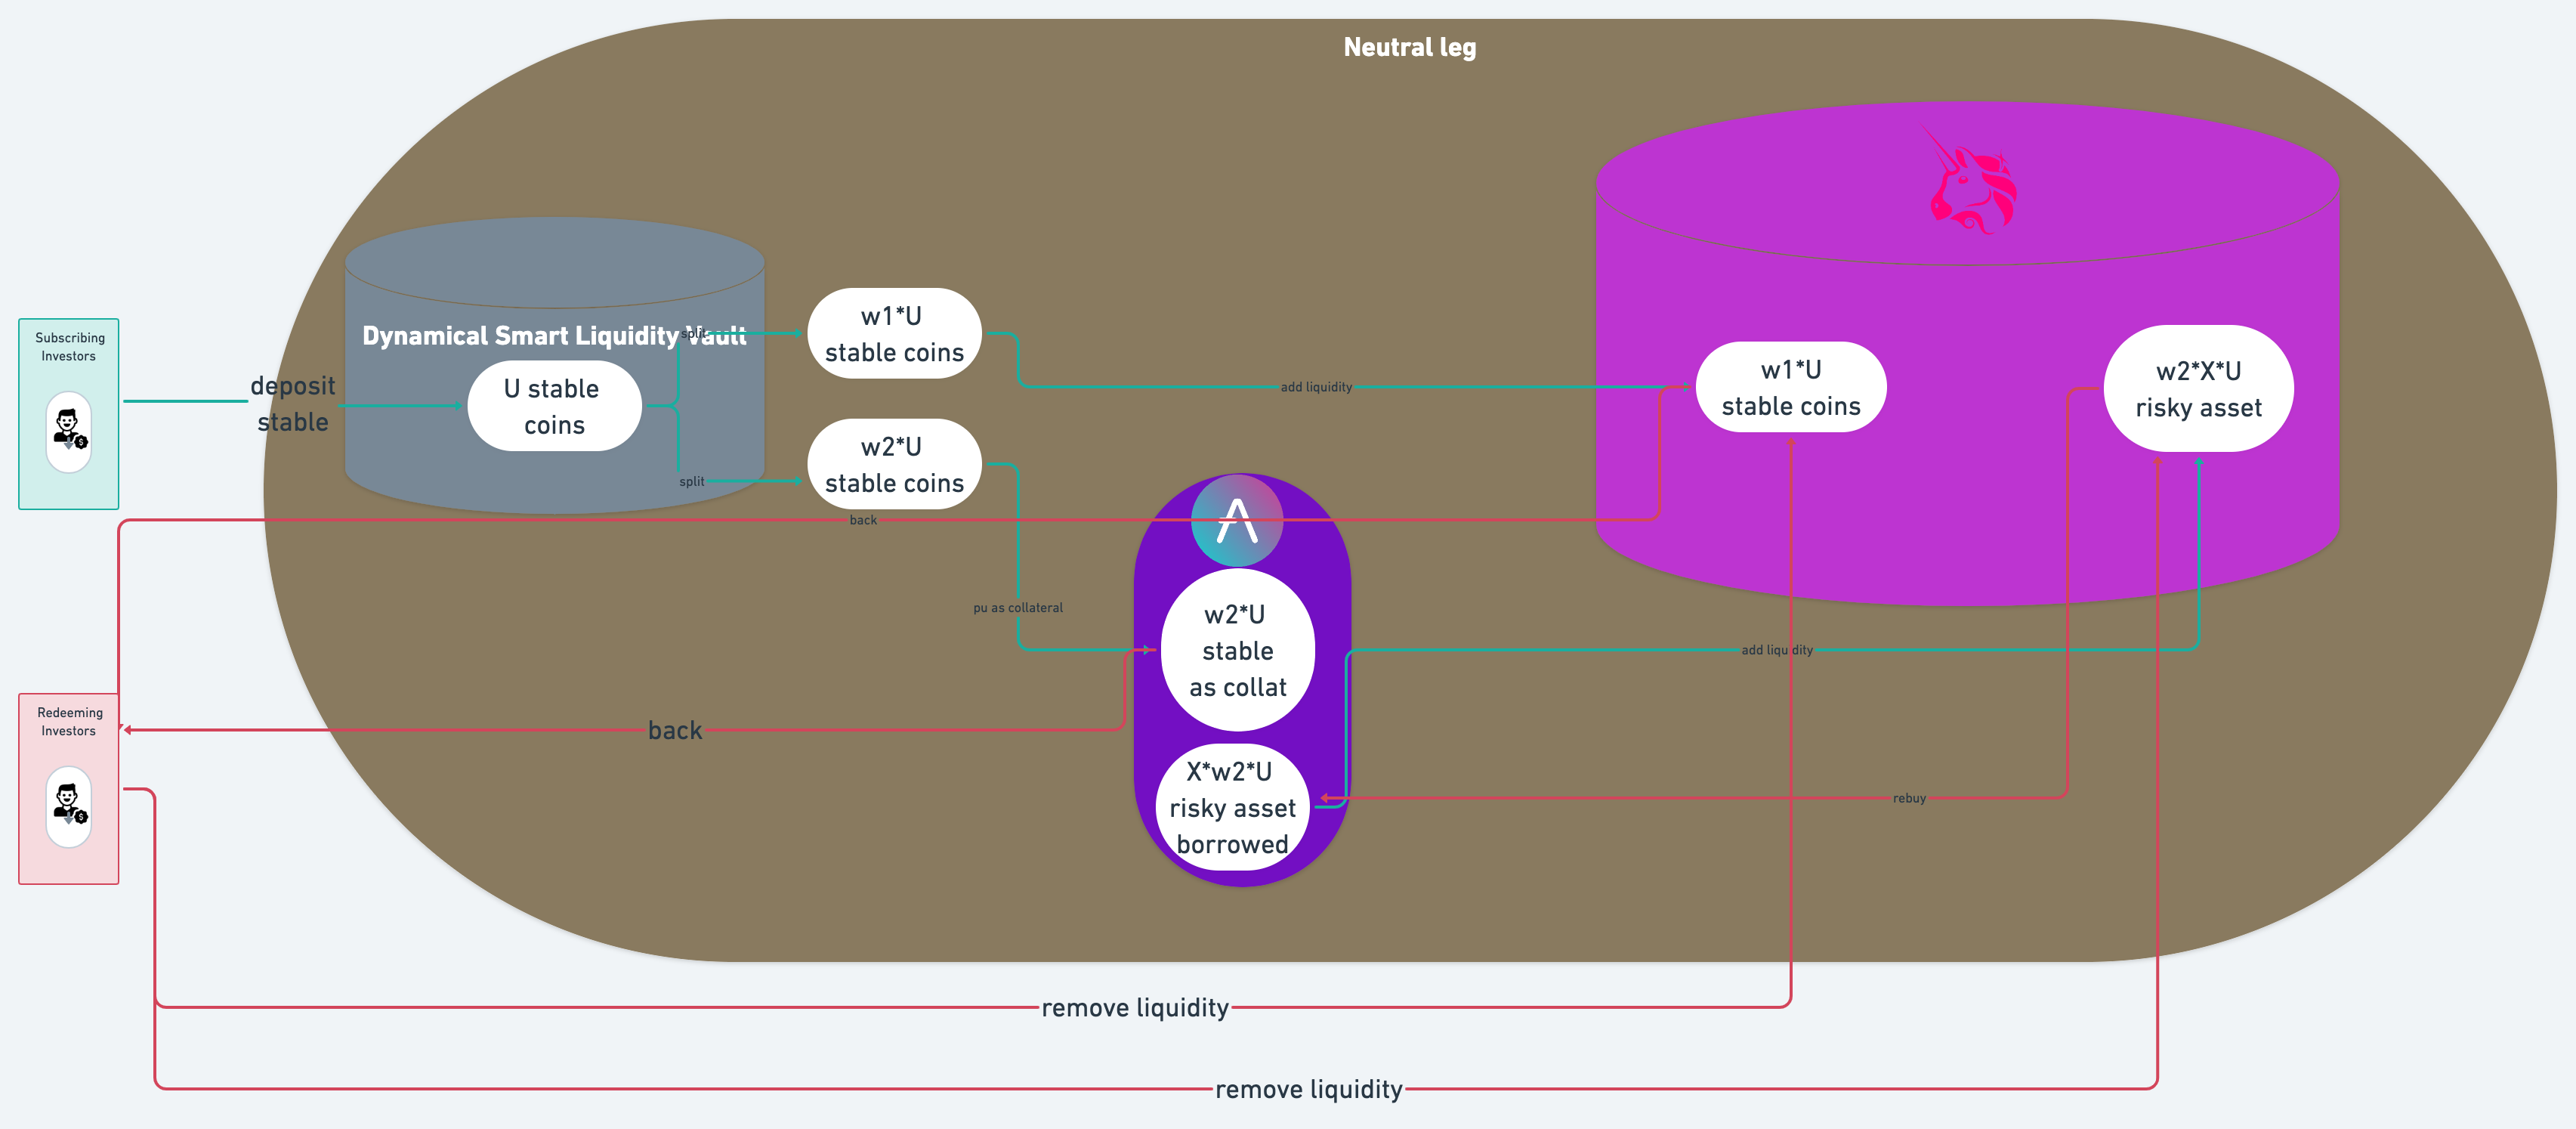 Neutral leg
Subscribing
Investors
deposit
stable
Dynamical Smart Liquidity Vault
U stable
coins
split
split
w1*U
stable coins
w2*U
stable coins
add liquidity
w1*U
stable coins
w2*X*U
risky asset
back
pu as collateral
w2*U
stable
as collat
add liquidity
Redeeming
Investors
back
X*w2*U
risky asset
borrowed
rebuy
remove liquidity
remove liquidity